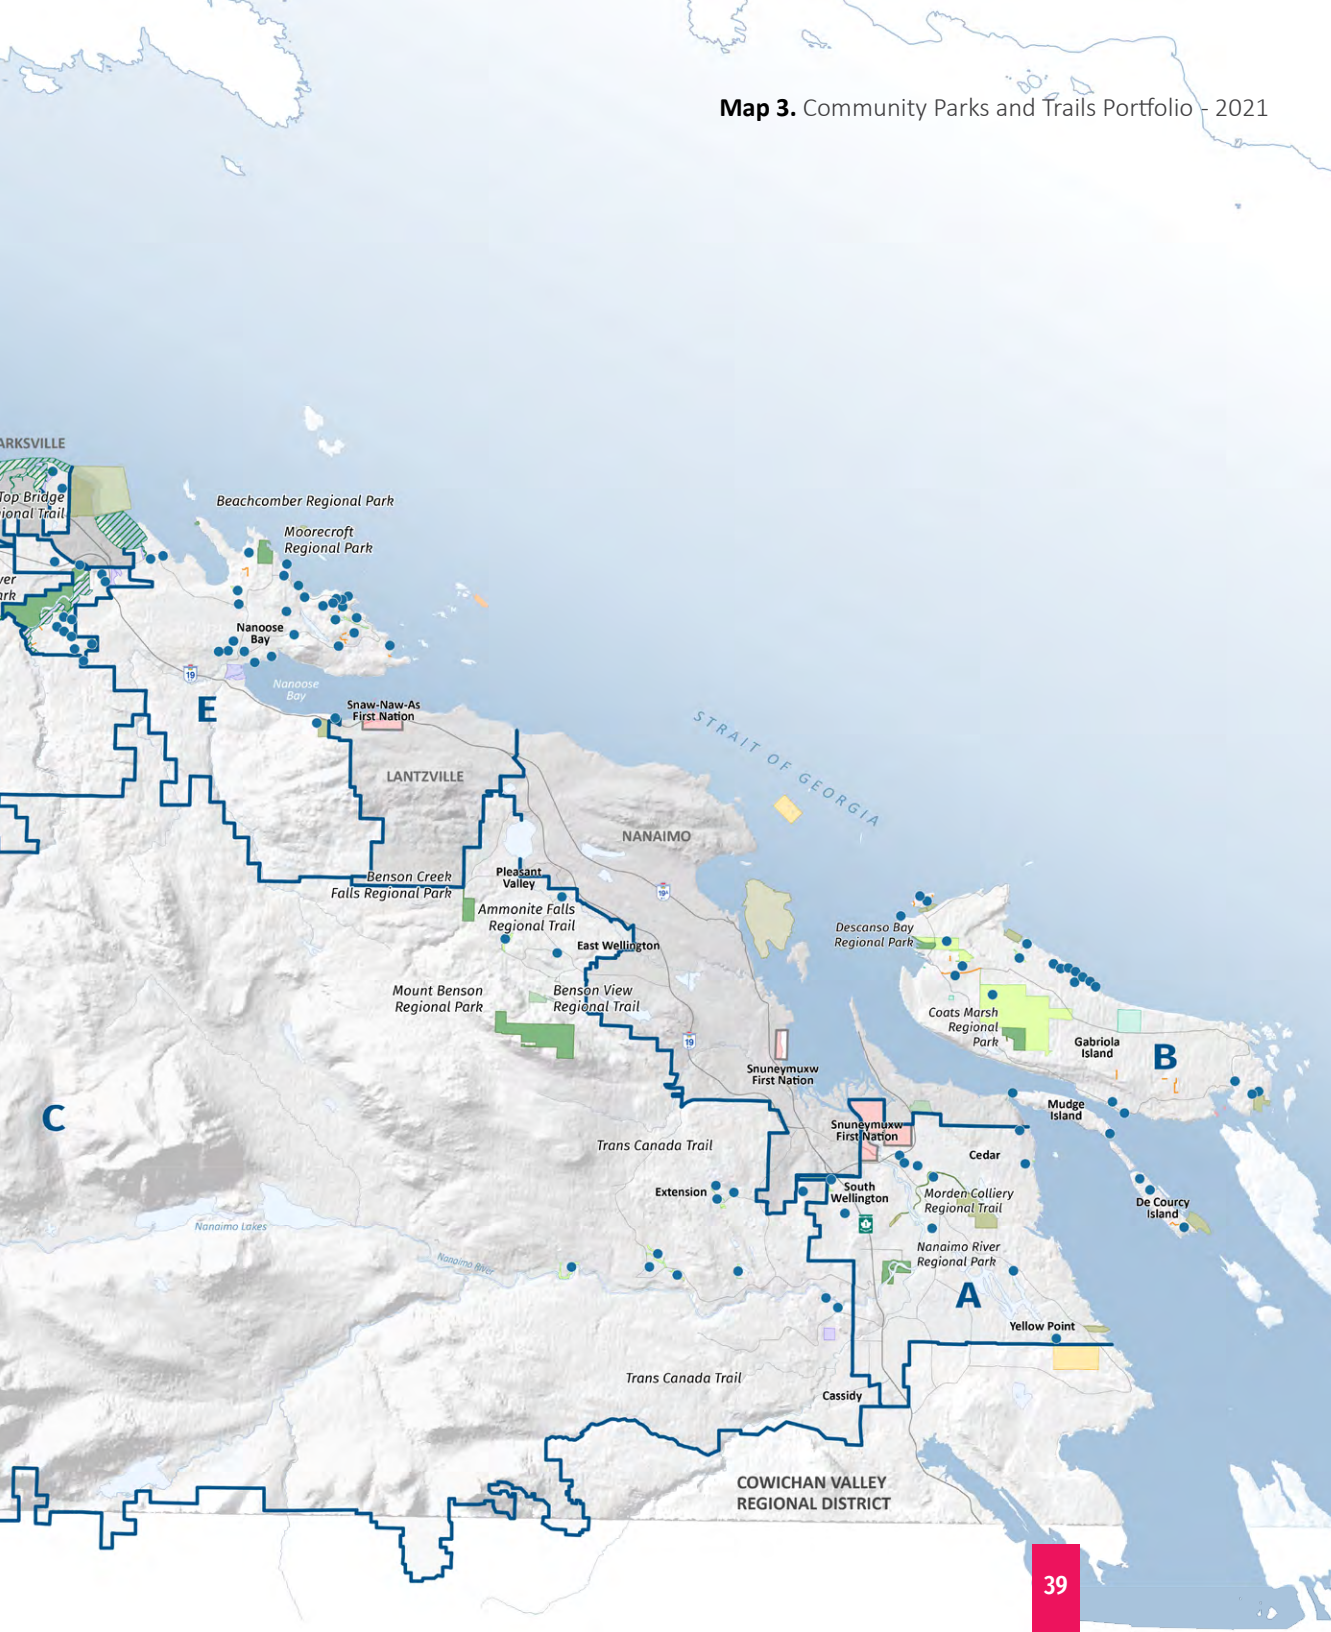 Map 3. Community Parks and Trails Portfolio - 2021
ARKSVILLE
Top Bridge
ional Trail
Beachcomber Regional Park
Moorecroft
Regional Park
ver
ark
Nanoose
Bay
19
Nanoose
Bay
E
Snaw-Naw-As
First Nation
STRAIT OF GEORGIA
LANTZVILLE
NANAIMO
Benson Creek
Falls Regional Park
Pleasant
Valley
19A
Ammonite Falls
Regional Trail
East Wellington
Descanso Bay
Regional Park
Mount Benson
Regional Park
Benson View
Regional Trail
Coats Marsh
Regional
Park
19
Gabriola
Island
B
Snuneymuxw
First Nation
C
Mudge
Island
Snuneymuxw
First Nation
Trans Canada Trail
Cedar
Extension
South
Wellington
Morden Colliery
Regional Trail
De Courcy
Island
Nanaimo Lakes
Nanaimo River
Nanaimo River
Regional Park
A
Yellow Point
Trans Canada Trail
Cassidy
COWICHAN VALLEY
REGIONAL DISTRICT
39